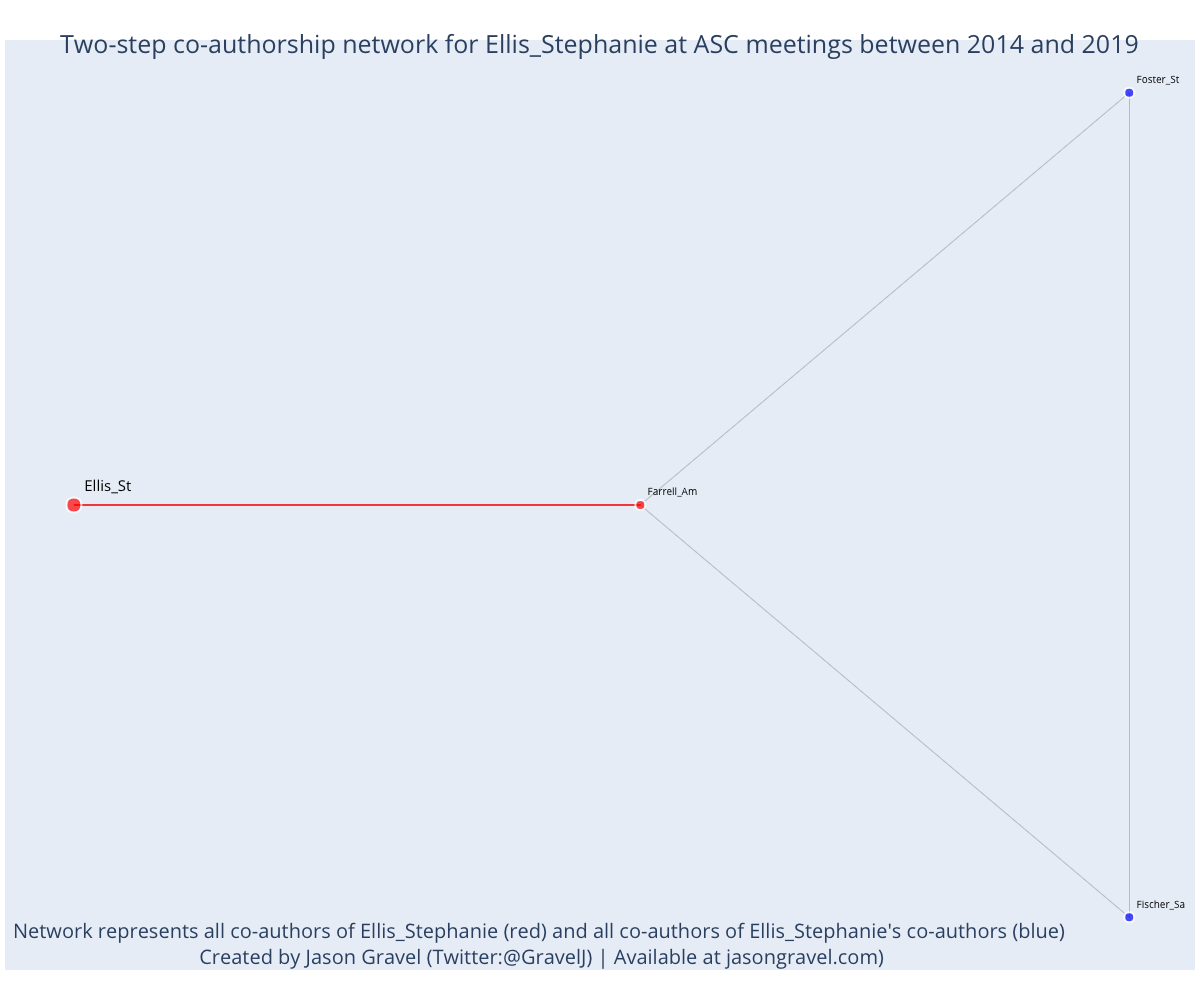 Two-step co-authorship network for Ellis_Stephanie at ASC meetings between 2014 and 2019
Foster_St
Ellis_St
Farrell_Am
Fischer_Sa
Network represents all co-authors of Ellis_Stephanie (red) and all co-authors of Ellis_Stephanie's co-authors (blue)
Created by Jason Gravel (Twitter:@GravelJ) | Available at jasongravel.com)